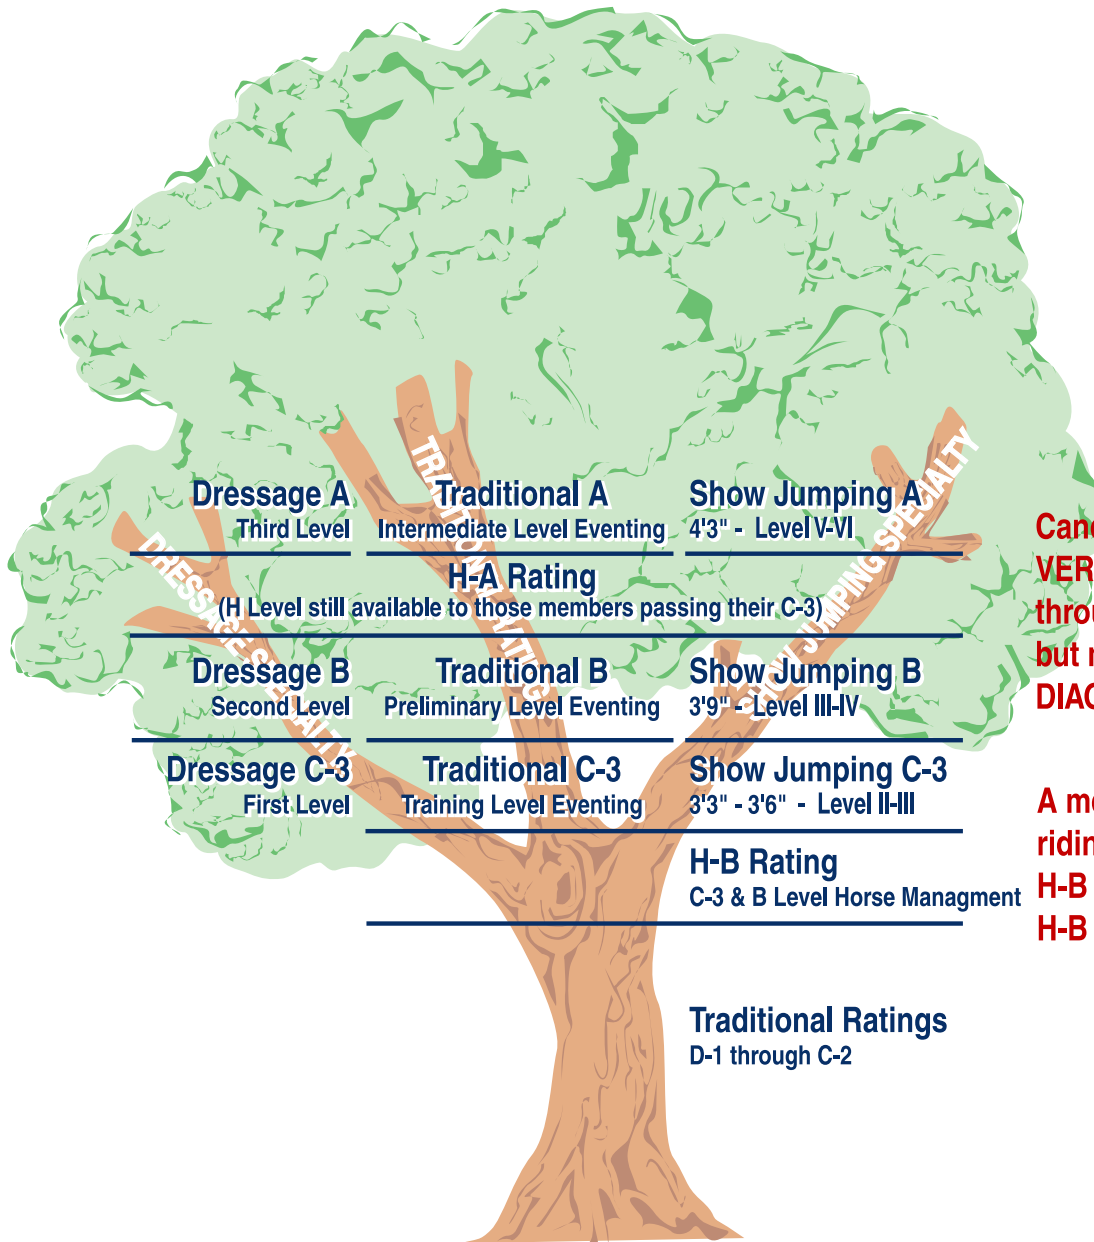 Dressage A
Third Level
Traditional A
Intermediate Level Eventing
Show Jumping A
4'3" - Level V-VI
H-A Rating
(H Level still available to those members passing their C-3)
Dressage B
Second Level
Traditional B
Preliminary Level Eventing
Show Jumping B
3'9" - Level III-IV
Dressage C-3
First Level
Traditional C-3
Training Level Eventing
Show Jumping C-3
3'3" - 3'6" - Level II-III
H-B Rating
C-3 & B Level Horse Managment
Traditional Ratings
D-1 through C-2
DRESSAGE SPECIALTY
TRADITIONAL RATING
SHOW JUMPING SPECIALTY
but
A
H-B
H-B